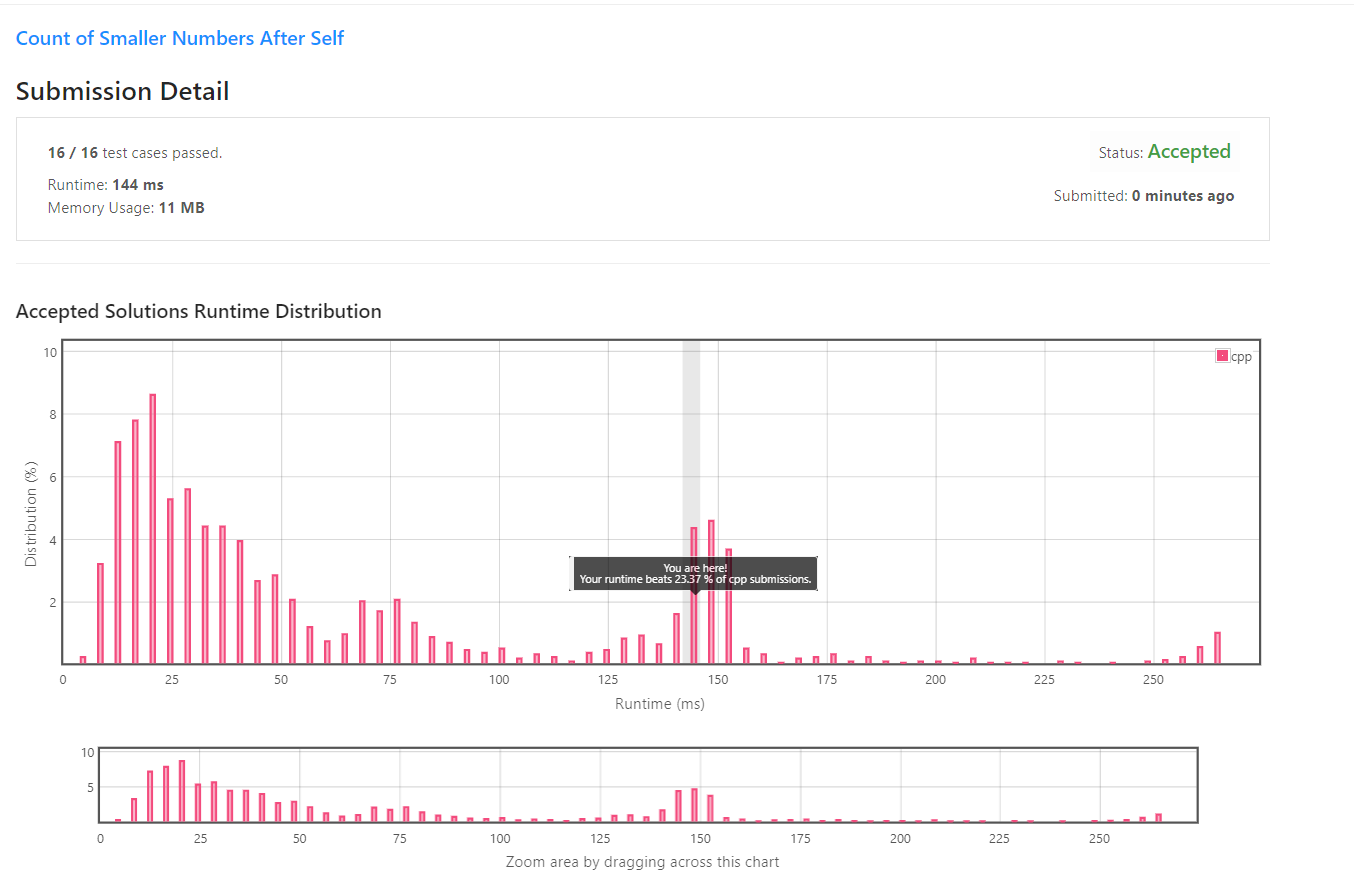 Count of Smaller Numbers After Self
Submission Detail
16 / 16 test cases passed.
Status: Accepted
Runtime: 144 ms
Submitted: 0 minutes ago
Memory Usage: 11 MB
Accepted Solutions Runtime Distribution
10
8
6
4
2
Distribution (%)
cpp
You are here!
Your runtime beats 23.37 % of cpp submissions.
0 25 50 75 100 125 150 175 200 225 250
Runtime (ms)
10
5
0 25 50 75 100 125 150 175 200 225 250
Zoom area by dragging across this chart